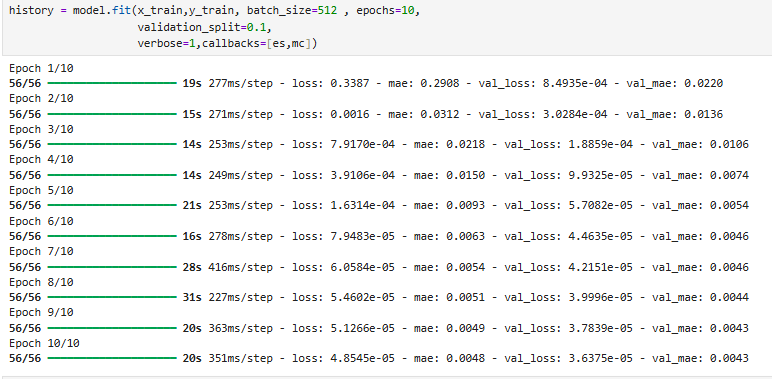 history = model.fit(x_train,y_train, batch_size=512 , epochs=10,
validation_split=0.1,
verbose=1,callbacks=[es,mc])
Epoch 1/10
56/56 19s 277ms/step - loss: 0.3387 - mae: 0.2908 - val_loss: 8.4935e-04 - val_mae: 0.0220
Epoch 2/10
56/56 15s 271ms/step - loss: 0.0016 - mae: 0.0312 - val_loss: 3.0284e-04 - val_mae: 0.0136
Epoch 3/10
56/56 14s 253ms/step - loss: 7.9170e-04 - mae: 0.0218 - val_loss: 1.8859e-04 - val_mae: 0.0106
Epoch 4/10
56/56 14s 249ms/step - loss: 3.9106e-04 - mae: 0.0150 - val_loss: 9.9325e-05 - val_mae: 0.0074
Epoch 5/10
56/56 21s 253ms/step - loss: 1.6314e-04 - mae: 0.0093 - val_loss: 5.7082e-05 - val_mae: 0.0054
Epoch 6/10
56/56 16s 278ms/step - loss: 7.9483e-05 - mae: 0.0063 - val_loss: 4.4635e-05 - val_mae: 0.0046
Epoch 7/10
56/56 28s 416ms/step - loss: 6.0584e-05 - mae: 0.0054 - val_loss: 4.2151e-05 - val_mae: 0.0046
Epoch 8/10
56/56 31s 227ms/step - loss: 5.4602e-05 - mae: 0.0051 - val_loss: 3.9996e-05 - val_mae: 0.0044
Epoch 9/10
56/56 20s 363ms/step - loss: 5.1266e-05 - mae: 0.0049 - val_loss: 3.7839e-05 - val_mae: 0.0043
Epoch 10/10
56/56 20s 351ms/step - loss: 4.8545e-05 - mae: 0.0048 - val_loss: 3.6375e-05 - val_mae: 0.0043